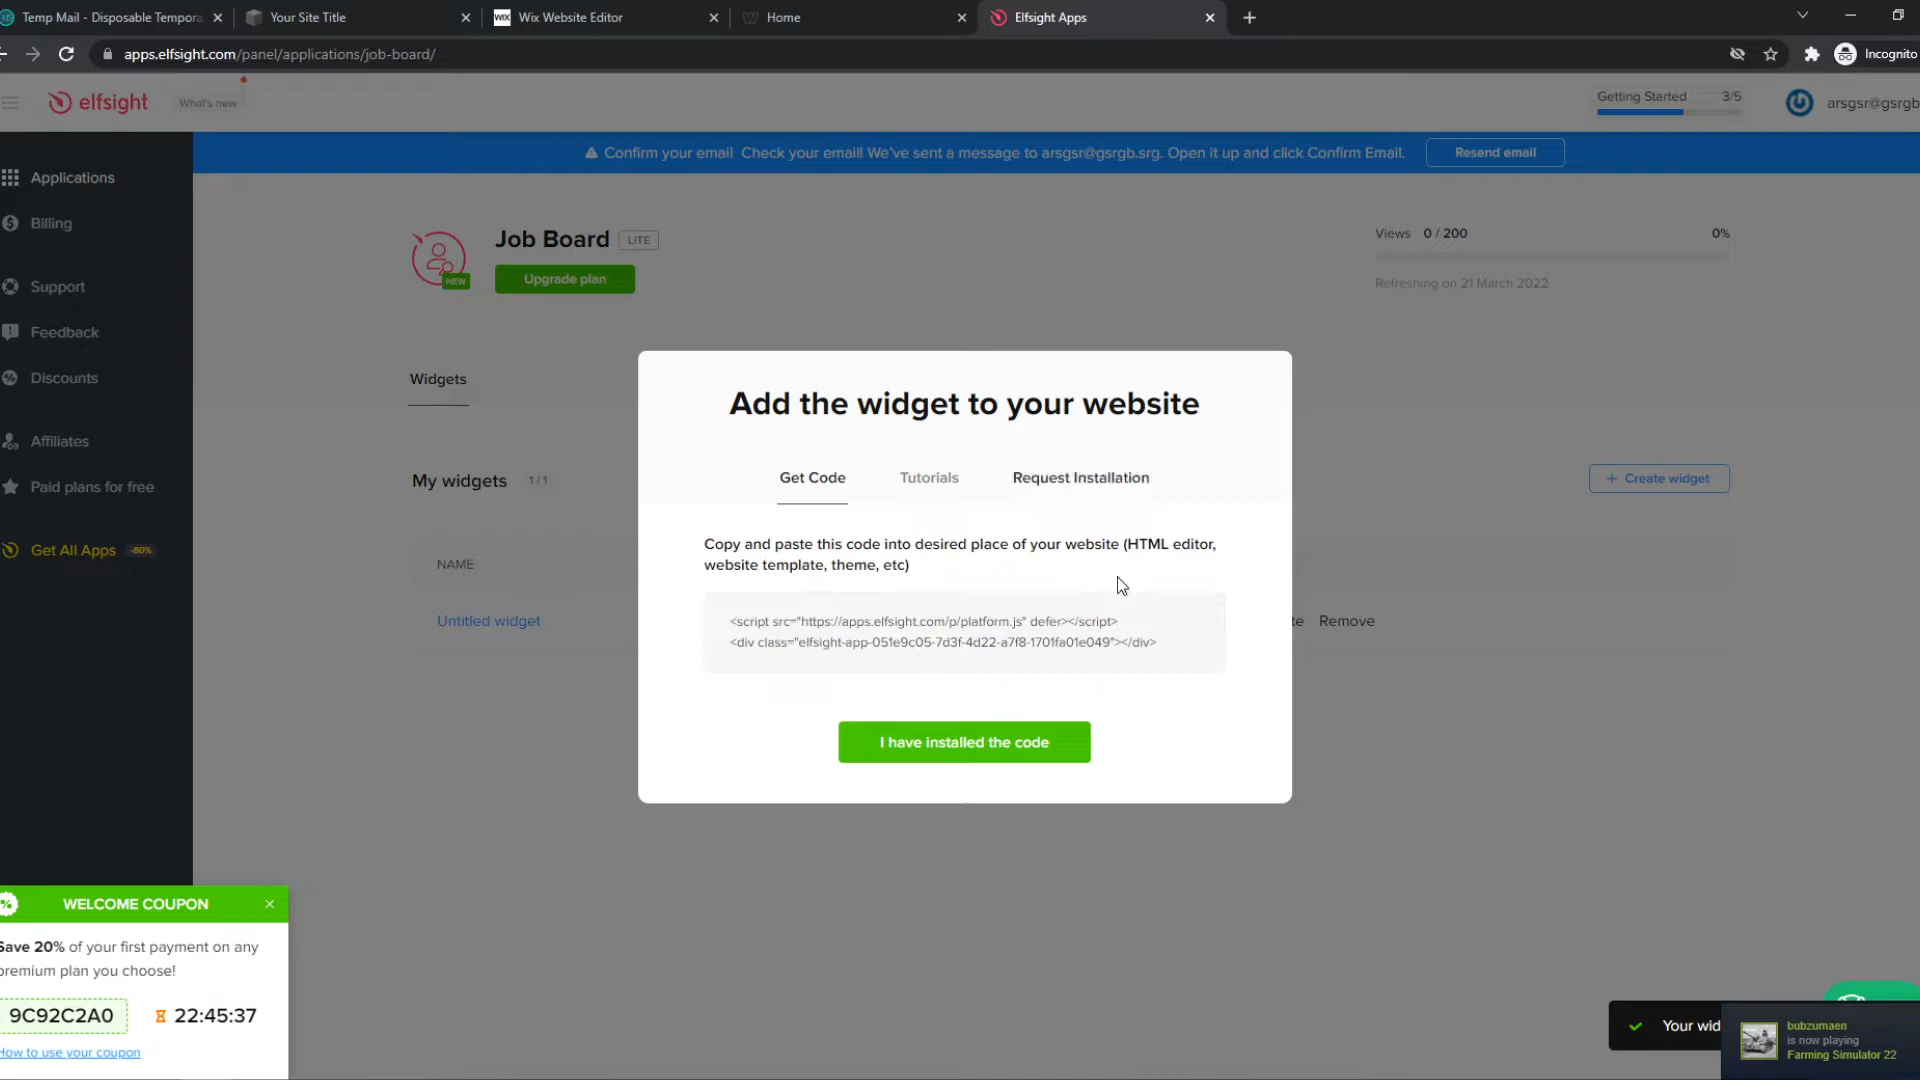 Temp Mail - Disposable Tempora
Your Site Title
WIX Wix Website Editor
Home
Elfsight Apps
apps.elfsight.com/panel/applications/job-board/
Incognito
elfsight
What's new
Getting Started 3/5
arsgsr@gsrgb
Confirm your email Check your email! We've sent a message to arsgsr@gsrgb.srg. Open it up and click Confirm Email.
Resend email
Applications
Billing
Support
Feedback
Discounts
Affiliates
Paid plans for free
Get All Apps -80%
NEW
Job Board LITE
Upgrade plan
Views 0 / 200 0%
Refreshing on 21 March 2022
Widgets
My widgets 1 / 1
+ Create widget
NAME
Untitled widget
te Remove
Add the widget to your website
Get Code Tutorials Request Installation
Copy and paste this code into desired place of your website (HTML editor,
website template, theme, etc)
<script src="https://apps.elfsight.com/p/platform.js" defer></script>
<div class="elfsight-app-051e9c05-7d3f-4d22-a7f8-1701fa01e049"></div>
I have installed the code
WELCOME COUPON
Save 20% of your first payment on any
premium plan you choose!
9C92C2A0 22:45:37
How to use your coupon
Your wid
bubzumaen
is now playing
Farming Simulator 22